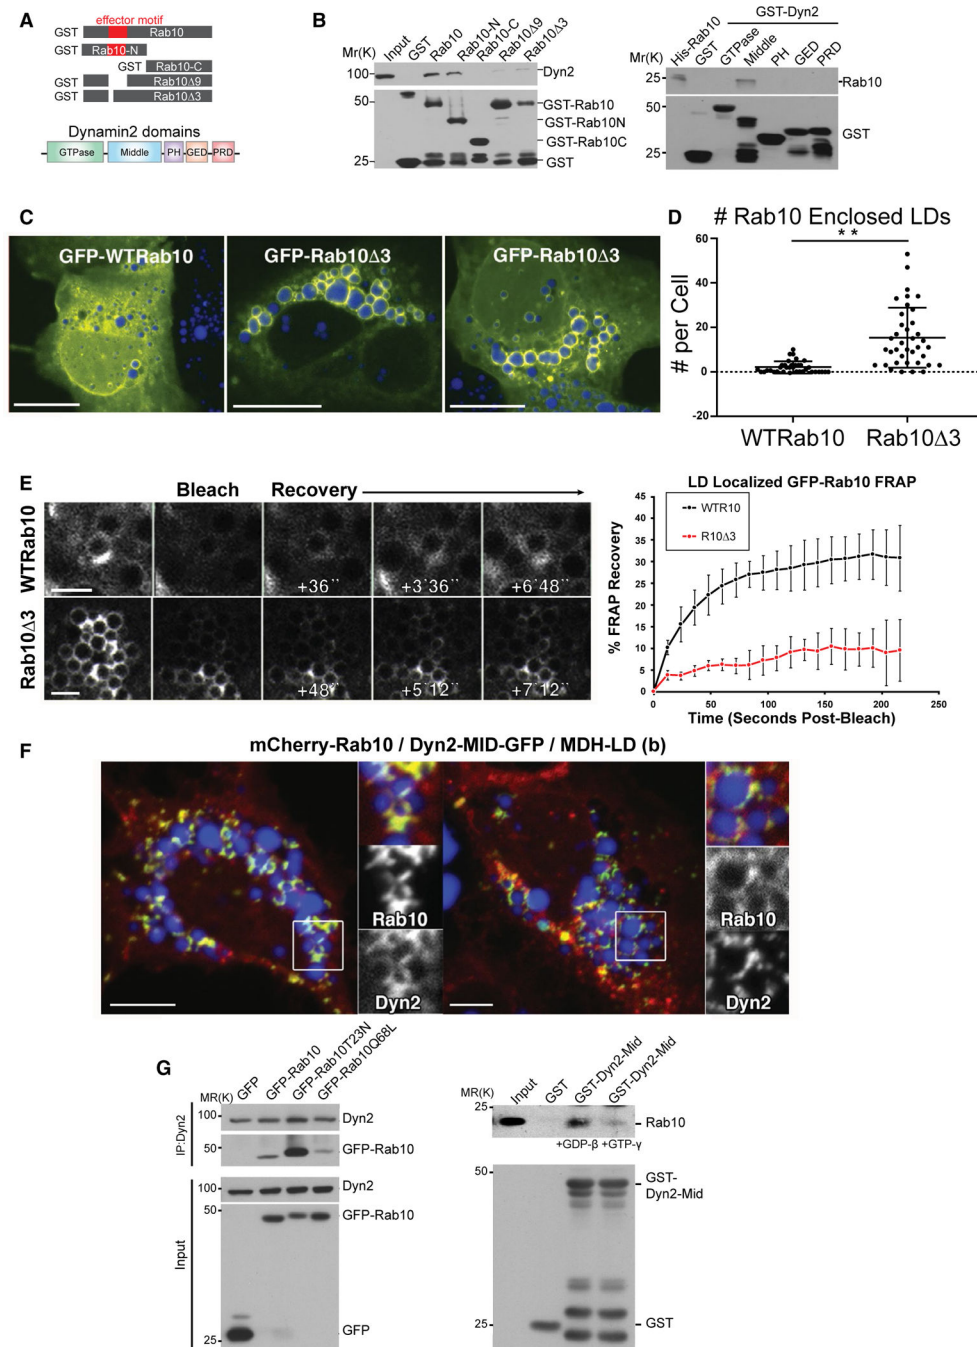 A
effector motif
GST Rab10
GST Rab10-N
GST Rab10-C
GST Rab10Δ9
GST Rab10Δ3
Dynamin2 domains
GTPase Middle PH GED PRD
B
Mr(K) Input GST Rab10 Rab10-N Rab10-C Rab10Δ9 Rab10Δ3
100 Dyn2
50 GST-Rab10
GST-Rab10N
GST-Rab10C
25 GST
GST-Dyn2
Mr(K) His-Rab10 GST GTPase Middle PH GED PRD
25 Rab10
50
GST
25
C
GFP-WTRab10 GFP-Rab10Δ3 GFP-Rab10Δ3
D
# Rab10 Enclosed LDs
**
# per Cell
60
40
20
0
-20
WTRab10 Rab10Δ3
E
Bleach Recovery
WTRab10
+36'' +3'36'' +6'48''
Rab10Δ3
+48'' +5'12'' +7'12''
LD Localized GFP-Rab10 FRAP
WTR10
R10Δ3
% FRAP Recovery
45
40
35
30
25
20
15
10
5
0
0 50 100 150 200 250
Time (Seconds Post-Bleach)
F
mCherry-Rab10 / Dyn2-MID-GFP / MDH-LD (b)
Rab10
Dyn2
Rab10
Dyn2
G
MR(K) GFP GFP-Rab10 GFP-Rab10T23N GFP-Rab10Q68L
IP:Dyn2
100 Dyn2
50 GFP-Rab10
Input
100 Dyn2
50 GFP-Rab10
25 GFP
MR(K) Input GST GST-Dyn2-Mid GST-Dyn2-Mid
25
Rab10
+GDP-β +GTP-γ
50
GST-
Dyn2-Mid
25 GST